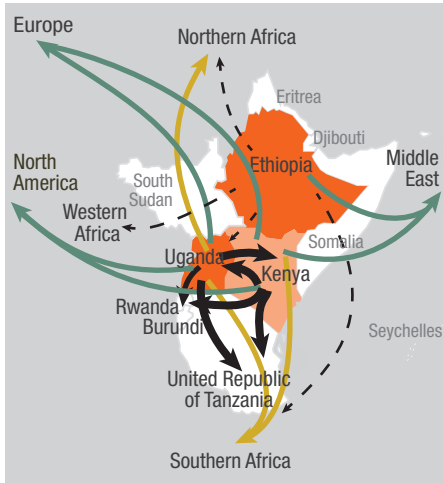 Europe
Northern Africa
Eritrea
Djibouti
Ethiopia
Middle
East
North
America
South
Sudan
Western
Africa
Uganda
Somalia
Kenya
Rwanda
Burundi
Seychelles
United Republic
of Tanzania
Southern Africa